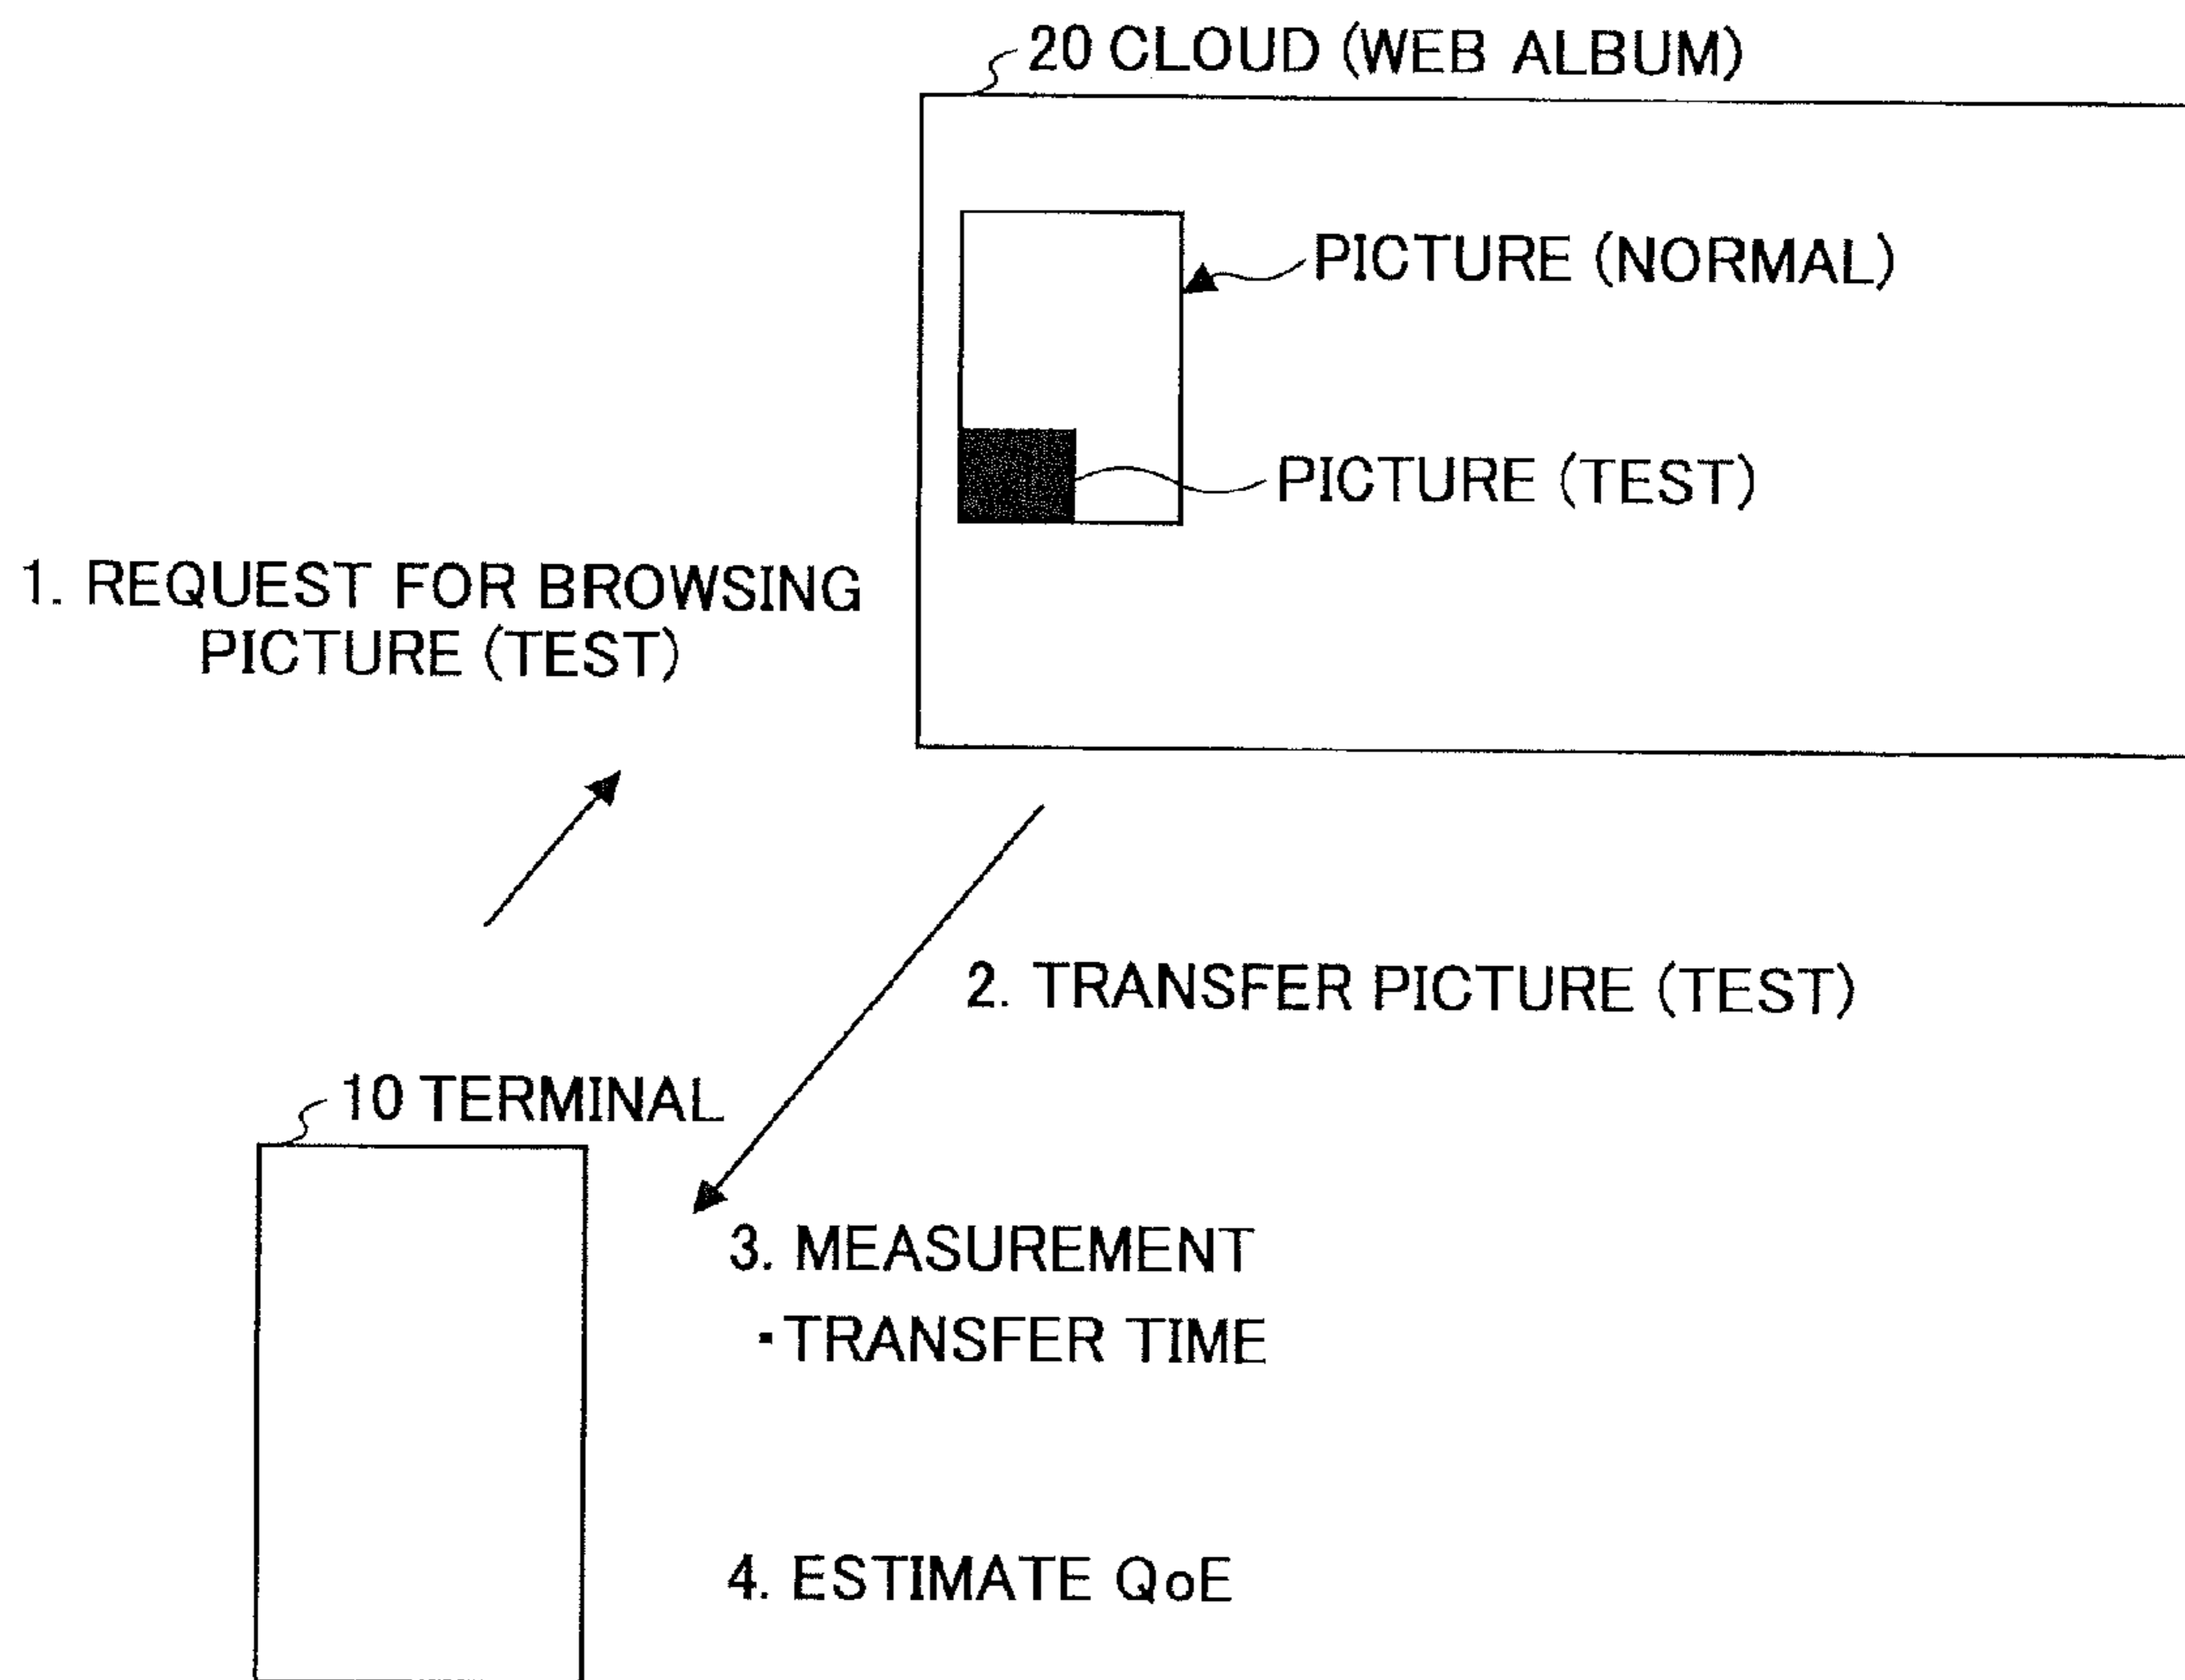 20 CLOUD (WEB ALBUM)
PICTURE (NORMAL)
PICTURE (TEST)
1. REQUEST FOR BROWSING
PICTURE (TEST)
2. TRANSFER PICTURE (TEST)
10 TERMINAL
3. MEASUREMENT
▪ TRANSFER TIME
4. ESTIMATE QoE